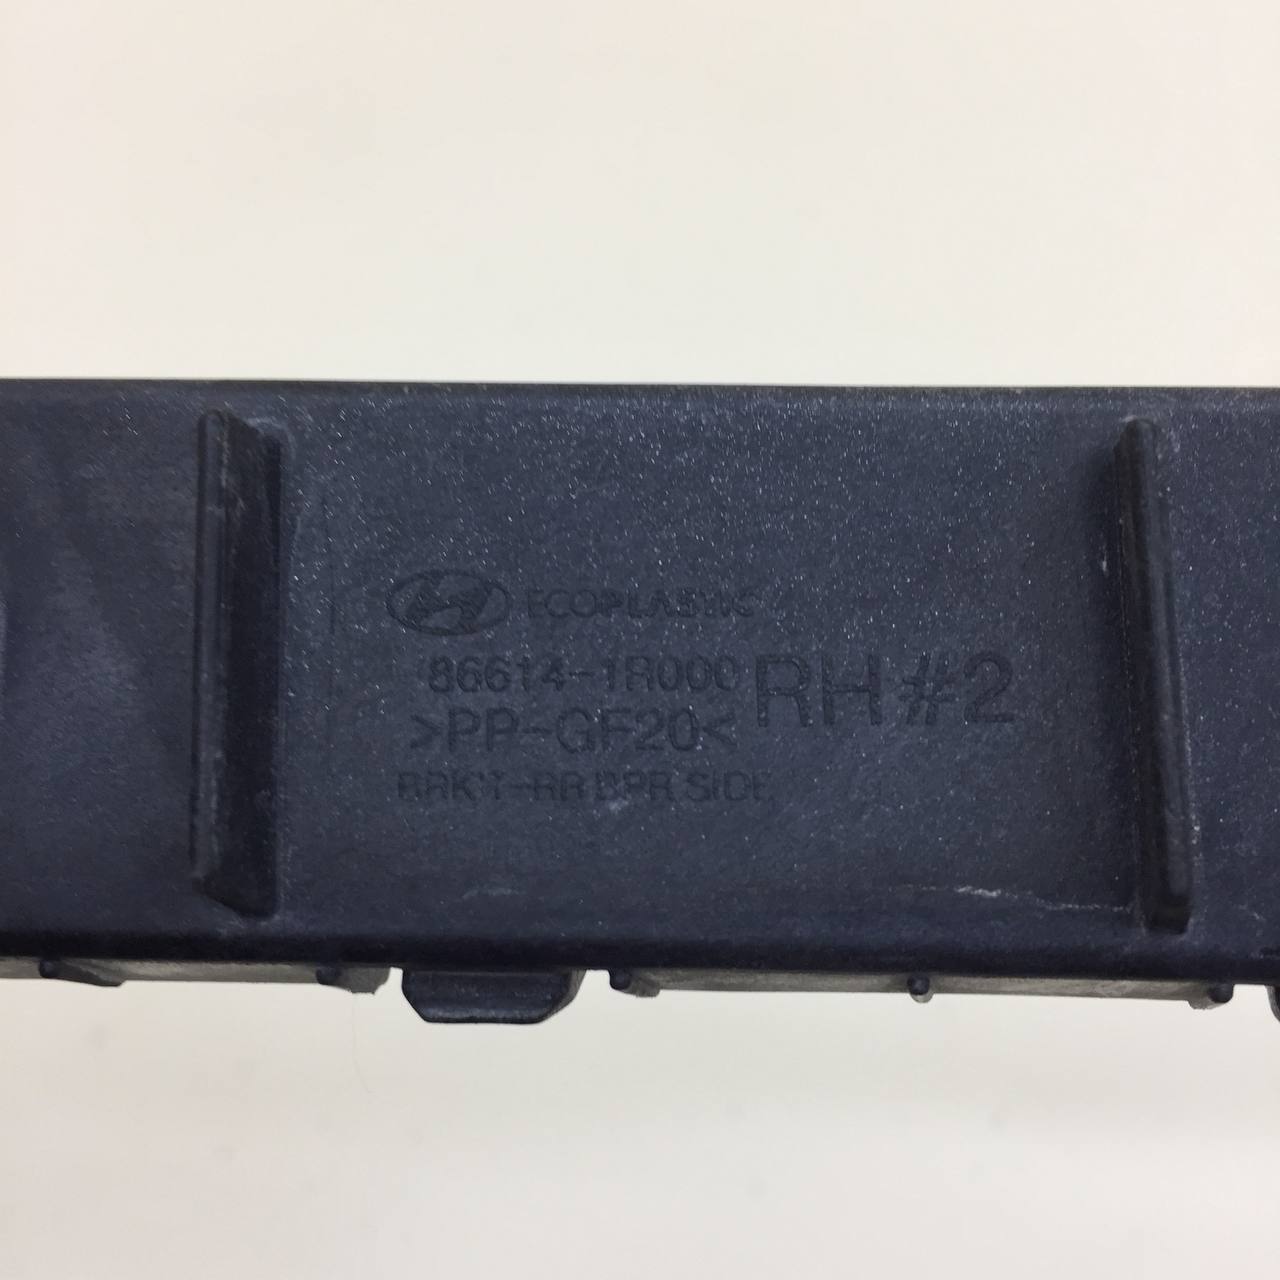 ECOPLASTIC
86614-1R000 RH #2
>PP-GF20<
BRKT-RR BPR SIDE,